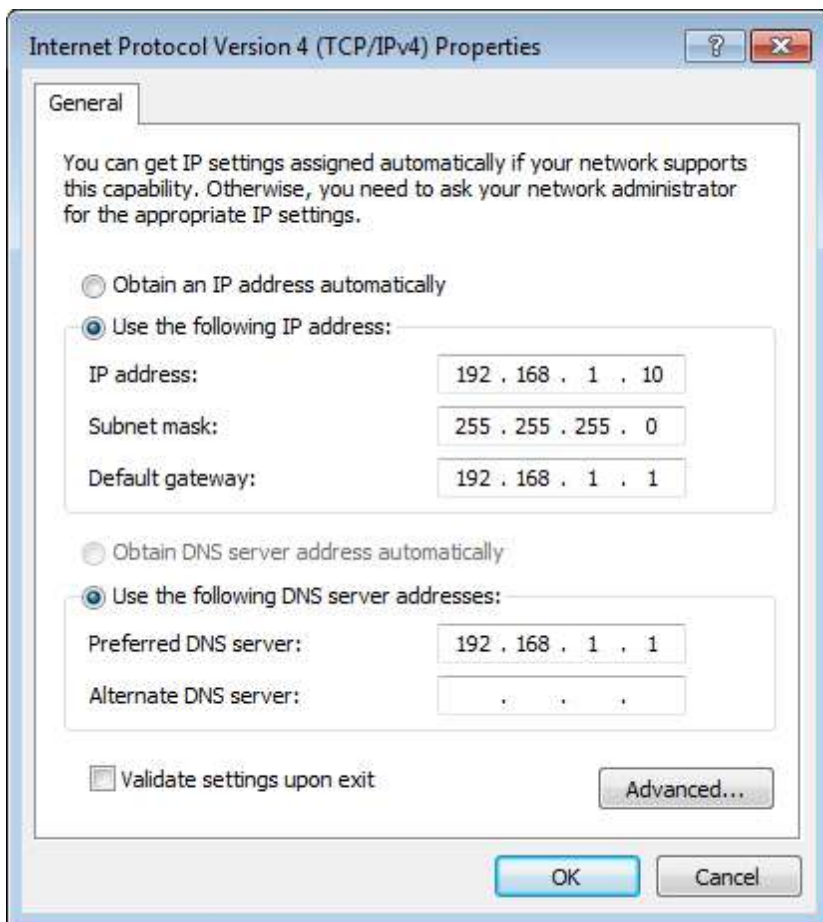 Internet Protocol Version 4 (TCP/IPv4) Properties
General
You can get IP settings assigned automatically if your network supports
this capability. Otherwise, you need to ask your network administrator
for the appropriate IP settings.
Obtain an IP address automatically
Use the following IP address:
IP address: 192 . 168 . 1 . 10
Subnet mask: 255 . 255 . 255 . 0
Default gateway: 192 . 168 . 1 . 1
Obtain DNS server address automatically
Use the following DNS server addresses:
Preferred DNS server: 192 . 168 . 1 . 1
Alternate DNS server: . . .
Validate settings upon exit
Advanced...
OK Cancel